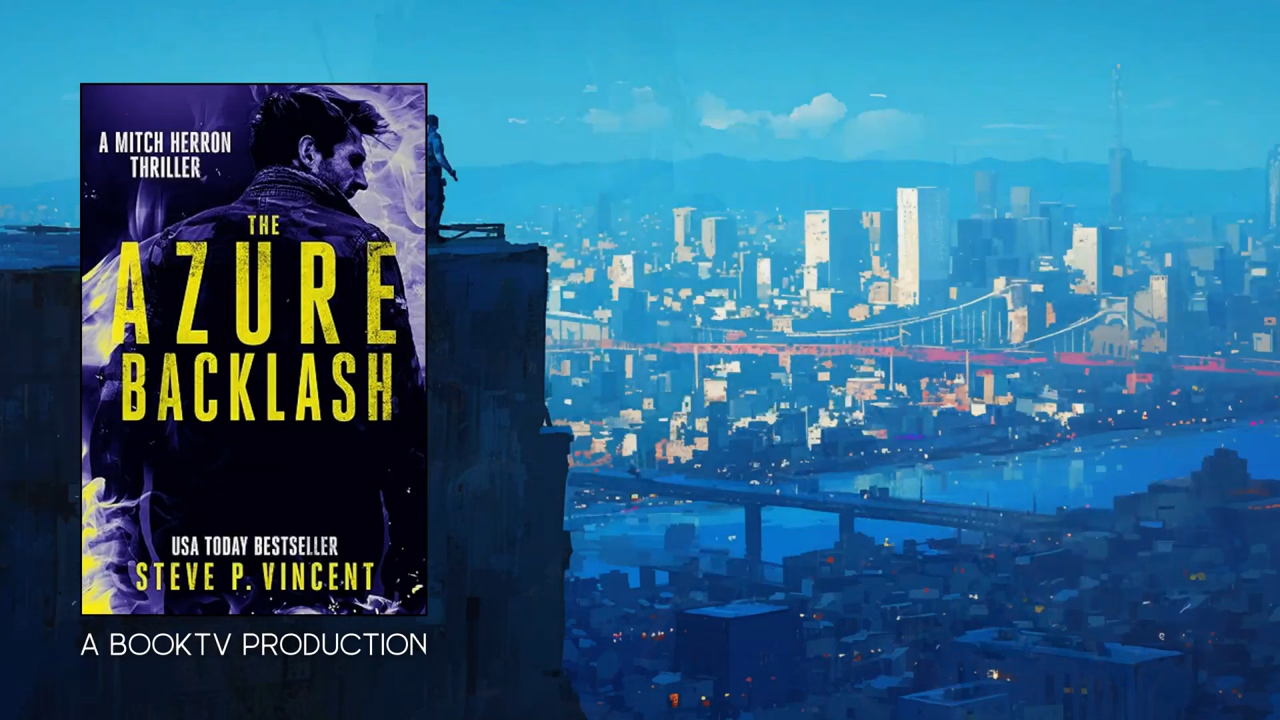 A MITCH HERRON
THRILLER
THE
AZURE
BACKLASH
USA TODAY BESTSELLER
STEVE P. VINCENT
A BOOKTV PRODUCTION